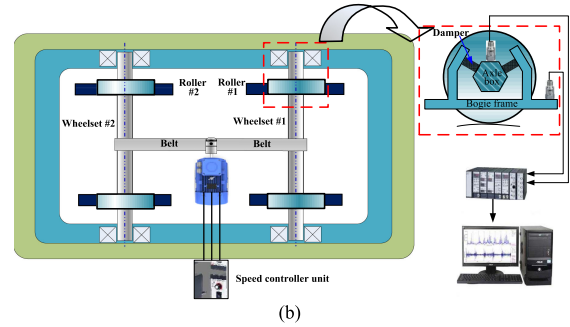 Damper
Axle
box
Bogie frame
Roller
#2
Roller
#1
Wheelset #2
Wheelset #1
Belt
Belt
Speed controller unit
(b)